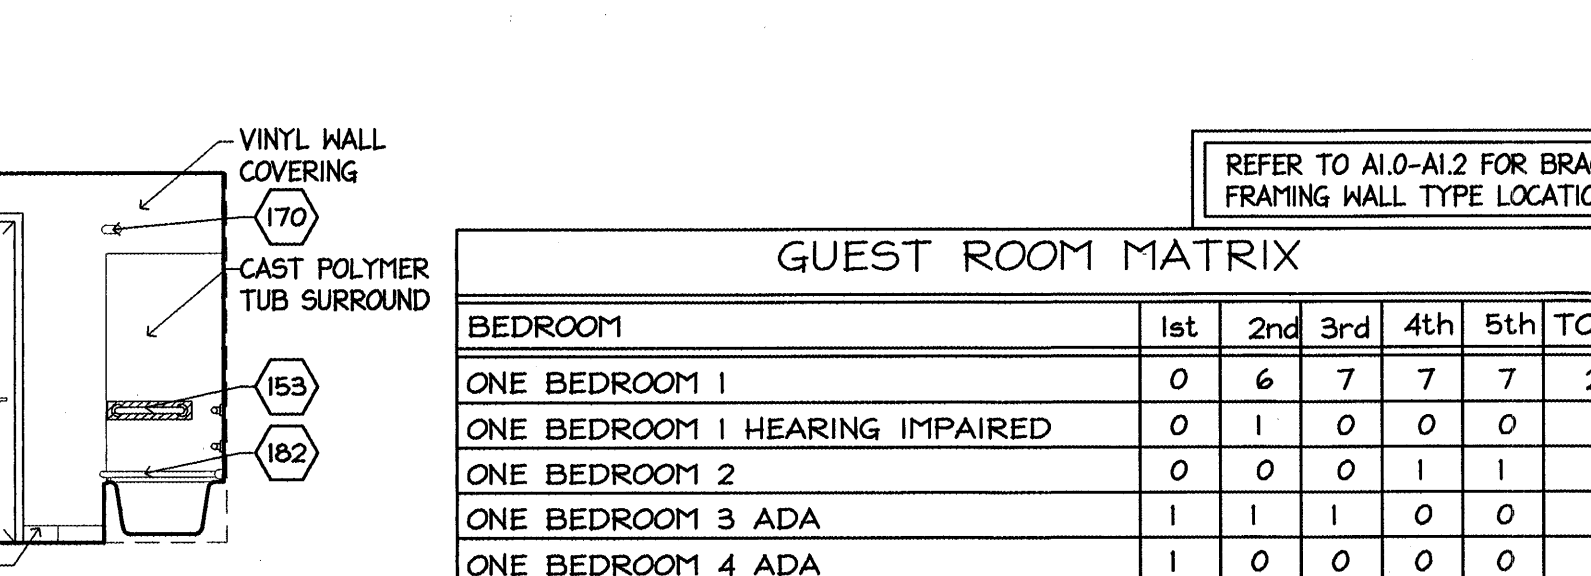 VINYL WALL
COVERING
170
CAST POLYMER
TUB SURROUND
153
182
REFER TO A1.0-A1.2 FOR
FRAMING WALL TYPE
GUEST ROOM MATRIX
BEDROOM 1st 2nd 3rd 4th 5th
ONE BEDROOM 1 0 6 7 7 7
ONE BEDROOM 1 HEARING IMPAIRED 0 1 0 0 0
ONE BEDROOM 2 0 0 0 1 1
ONE BEDROOM 3 ADA 1 1 1 0 0
ONE BEDROOM 4 ADA 1 0 0 0 0